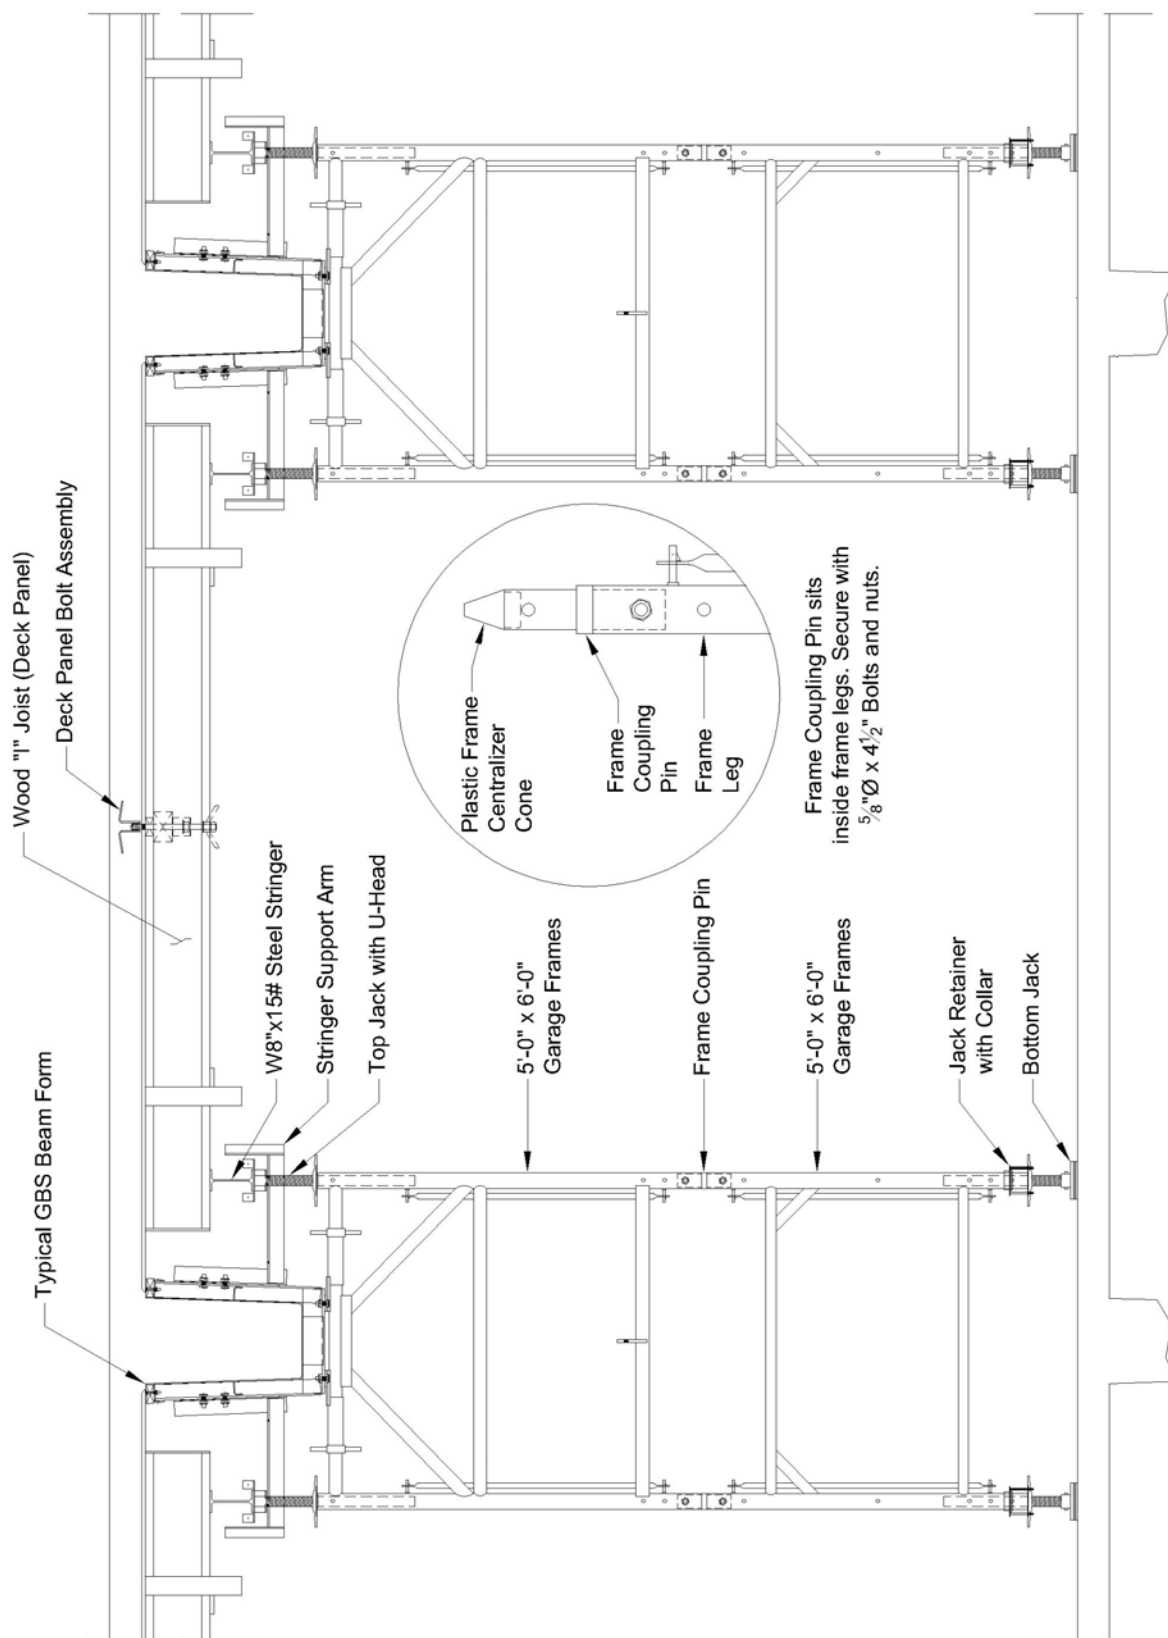 Typical GBS Beam Form
Wood "I" Joist (Deck Panel)
Deck Panel Bolt Assembly
W8"x15# Steel Stringer
Stringer Support Arm
Top Jack with U-Head
5'-0" x 6'-0"
Garage Frames
Frame Coupling Pin
5'-0" x 6'-0"
Garage Frames
Jack Retainer
with Collar
Bottom Jack
Plastic Frame
Centralizer
Cone
Frame
Coupling
Pin
Frame
Leg
Frame Coupling Pin sits
inside frame legs. Secure with
5/8"Ø x 4 1/2" Bolts and nuts.